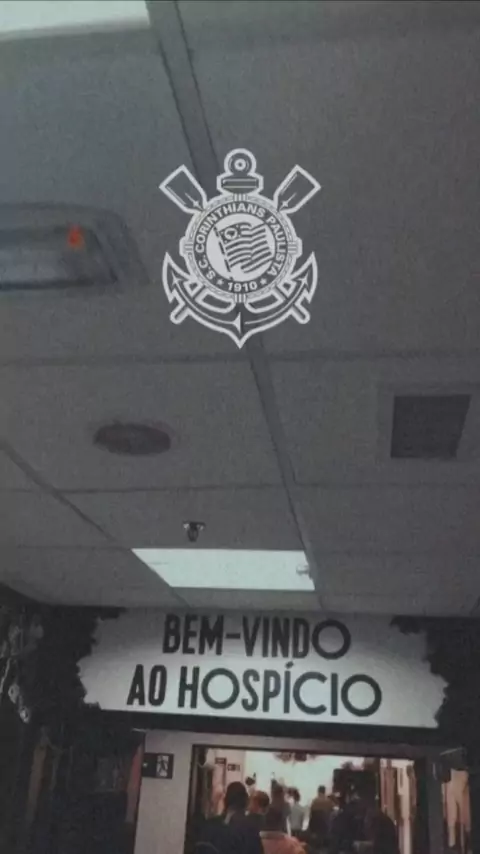 S.C. CORINTHIANS PAULISTA
1910
BEM-VINDO
AO HOSPÍCIO